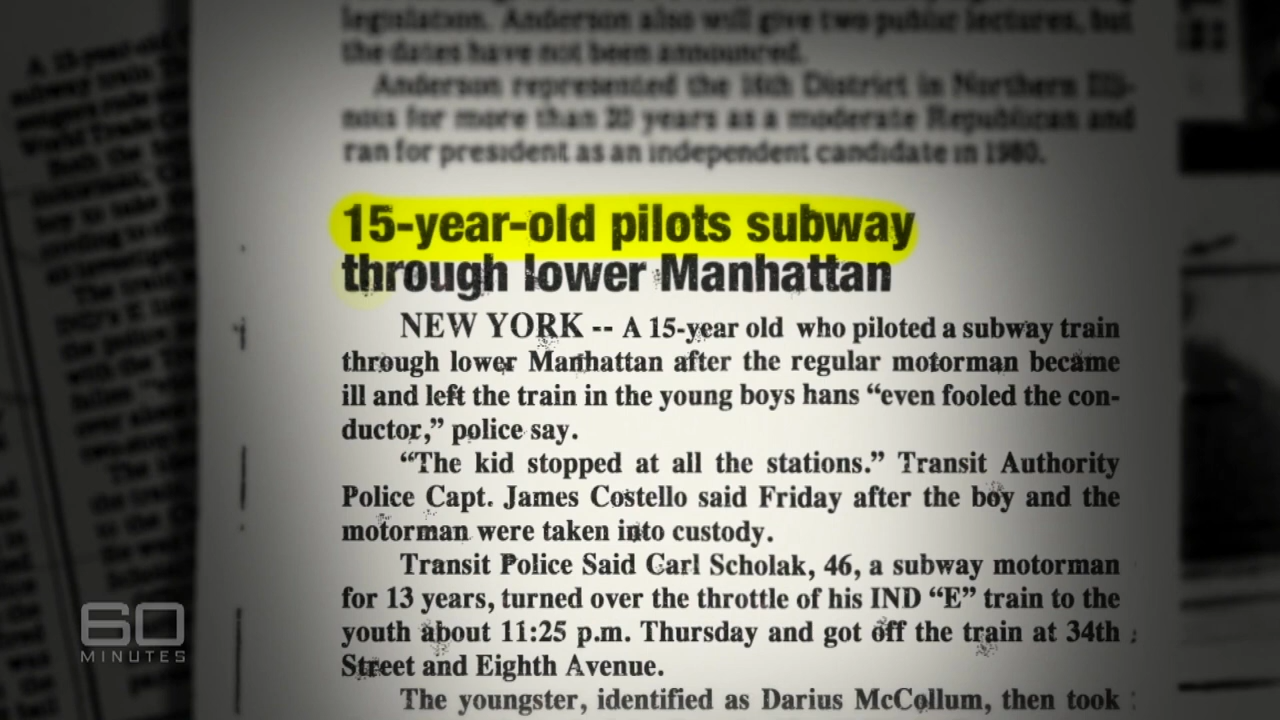 legislation. Anderson also will give two public lectures, but
the dates have not been announced.
Anderson represented the 16th District in Northern Illi-
nois for more than 20 years as a moderate Republican and
ran for president as an independent candidate in 1980.
15-year-old pilots subway
through lower Manhattan
NEW YORK -- A 15-year old who piloted a subway train
through lower Manhattan after the regular motorman became
ill and left the train in the young boys hans “even fooled the con-
ductor,” police say.
“The kid stopped at all the stations.” Transit Authority
Police Capt. James Costello said Friday after the boy and the
motorman were taken into custody.
Transit Police Said Carl Scholak, 46, a subway motorman
for 13 years, turned over the throttle of his IND “E” train to the
youth about 11:25 p.m. Thursday and got off the train at 34th
Street and Eighth Avenue.
The youngster, identified as Darius McCollum, then took
60
MINUTES